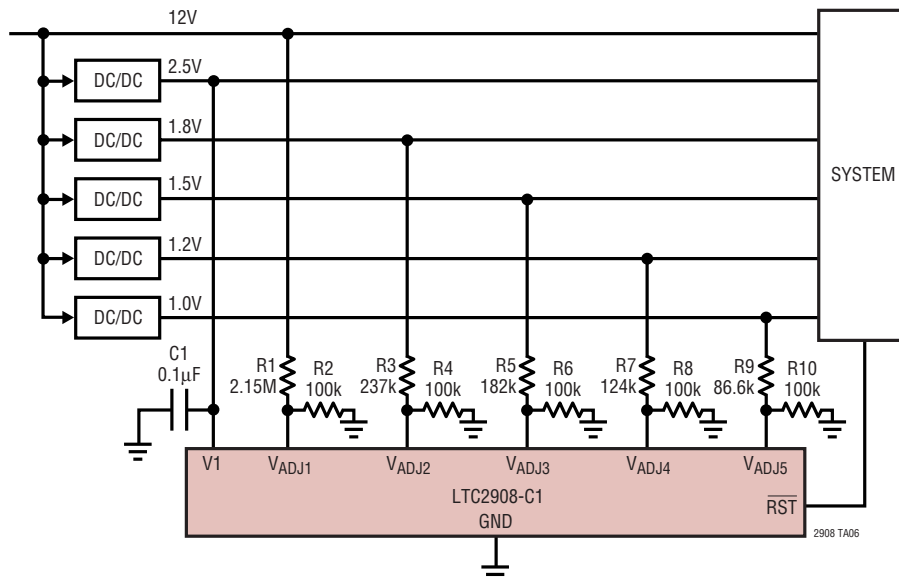 12V
DC/DC
2.5V
DC/DC
1.8V
DC/DC
1.5V
DC/DC
1.2V
DC/DC
1.0V
SYSTEM
C1
0.1µF
R1
2.15M
R2
100k
R3
237k
R4
100k
R5
182k
R6
100k
R7
124k
R8
100k
R9
86.6k
R10
100k
V1
VADJ1
VADJ2
VADJ3
VADJ4
VADJ5
LTC2908-C1
GND
RST
2908 TA06